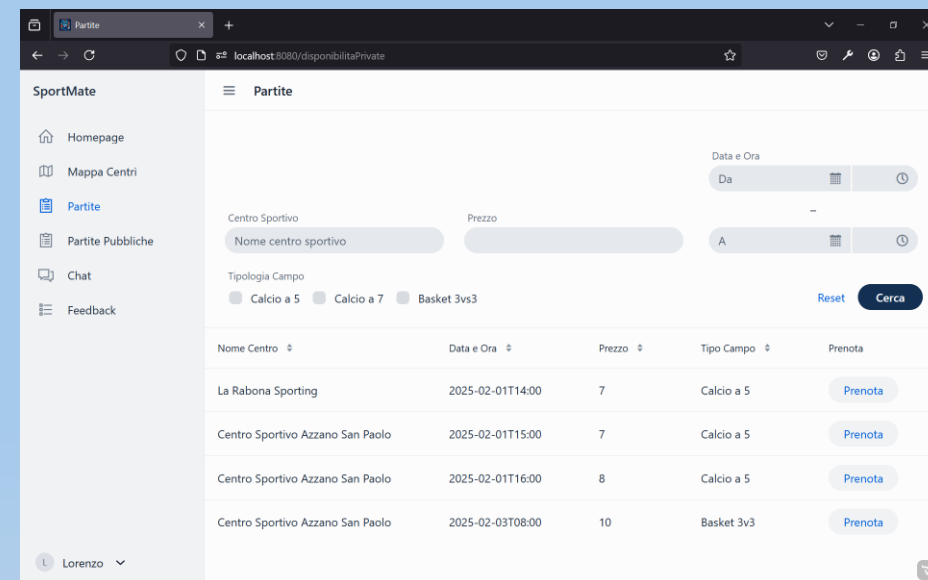 Partite
localhost:8080/disponibilitaPrivate
SportMate
Partite
Homepage
Mappa Centri
Partite
Partite Pubbliche
Chat
Feedback
Data e Ora
Da
–
Centro Sportivo
Prezzo
Nome centro sportivo
A
Tipologia Campo
Calcio a 5 Calcio a 7 Basket 3vs3
Reset Cerca
Nome Centro Data e Ora Prezzo Tipo Campo Prenota
La Rabona Sporting 2025-02-01T14:00 7 Calcio a 5 Prenota
Centro Sportivo Azzano San Paolo 2025-02-01T15:00 7 Calcio a 5 Prenota
Centro Sportivo Azzano San Paolo 2025-02-01T16:00 8 Calcio a 5 Prenota
Centro Sportivo Azzano San Paolo 2025-02-03T08:00 10 Basket 3v3 Prenota
L Lorenzo